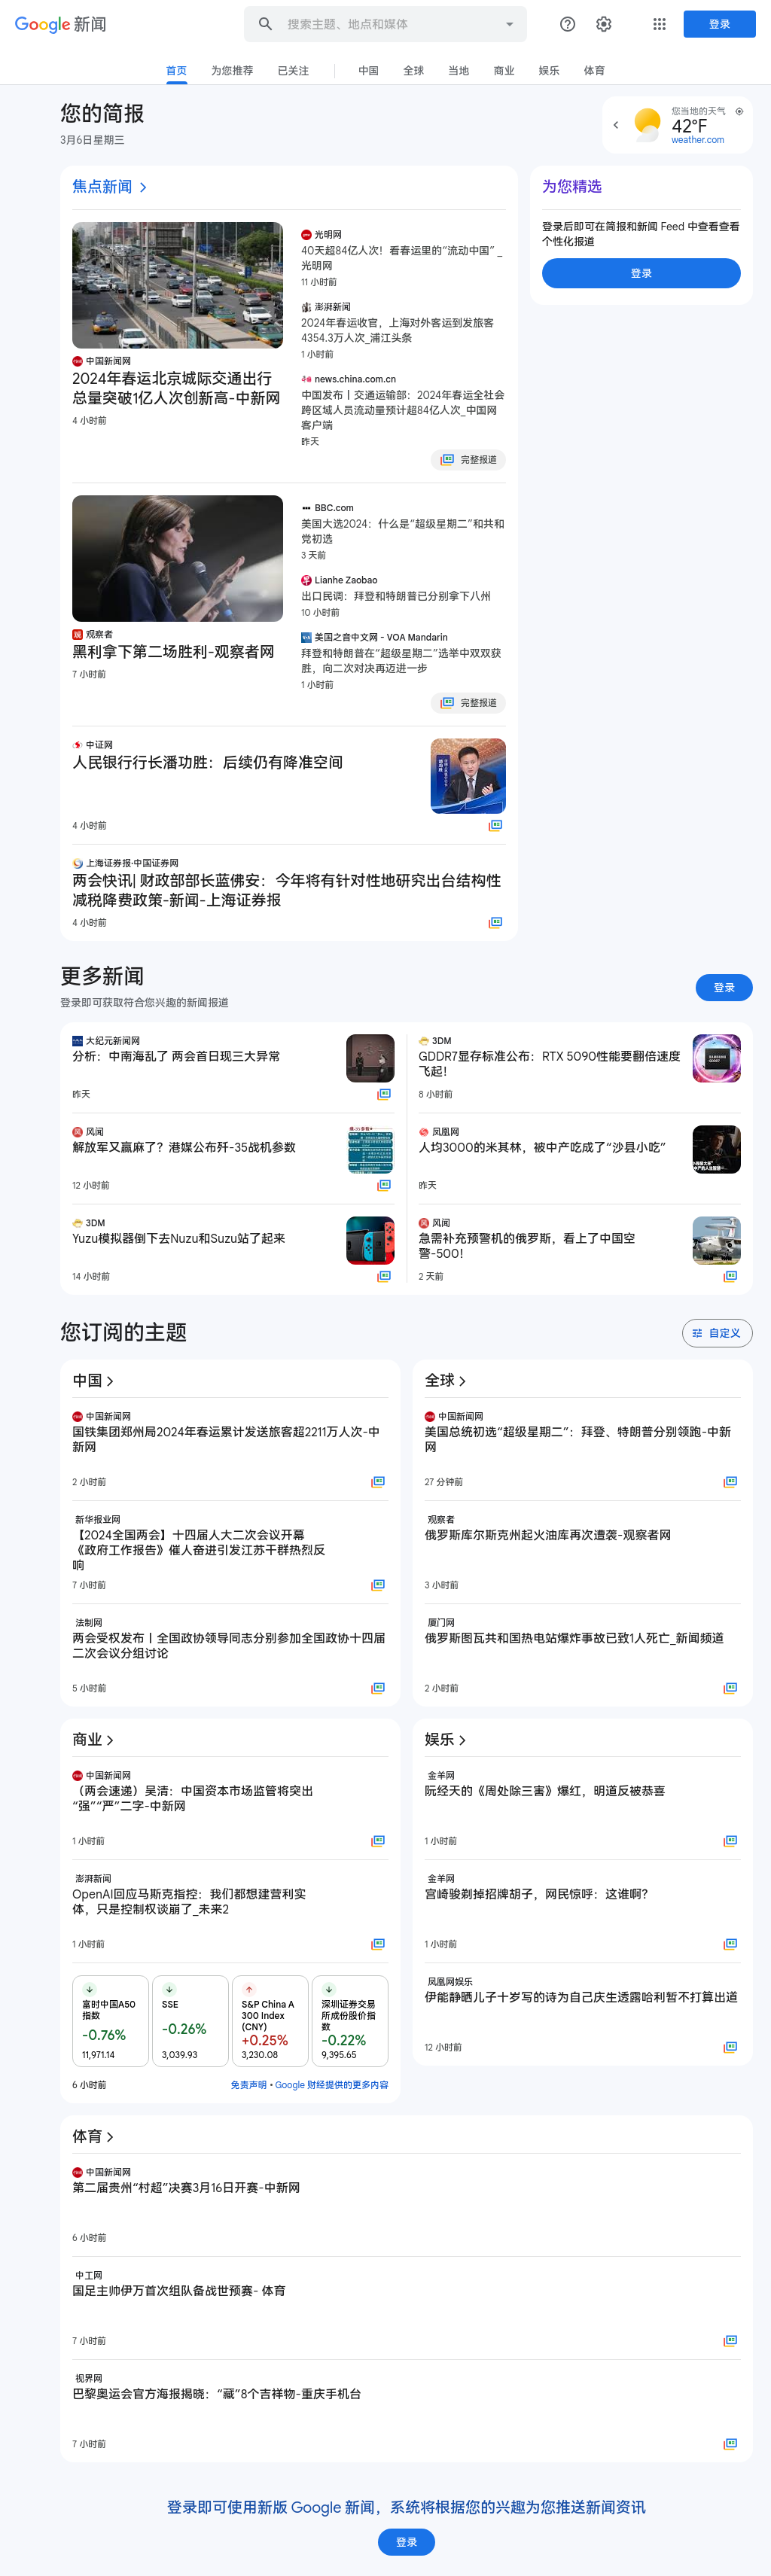 Google 新闻
搜索主题、地点和媒体
登录
首页
为您推荐
已关注
中国
全球
当地
商业
娱乐
体育
您的简报
3月6日星期三
您当地的天气
42°F
weather.com
焦点新闻
中国新闻网
2024年春运北京城际交通出行
总量突破1亿人次创新高-中新网
4 小时前
光明网
40天超84亿人次！看春运里的“流动中国” _
光明网
11 小时前
澎湃新闻
2024年春运收官，上海对外客运到发旅客
4354.3万人次_浦江头条
1 小时前
news.china.com.cn
中国发布丨交通运输部：2024年春运全社会
跨区域人员流动量预计超84亿人次_中国网
客户端
昨天
完整报道
观察者
黑利拿下第二场胜利-观察者网
7 小时前
BBC.com
美国大选2024：什么是“超级星期二”和共和
党初选
3 天前
Lianhe Zaobao
出口民调：拜登和特朗普已分别拿下八州
10 小时前
美国之音中文网 - VOA Mandarin
拜登和特朗普在“超级星期二”选举中双双获
胜，向二次对决再迈进一步
1 小时前
完整报道
中证网
人民银行行长潘功胜：后续仍有降准空间
4 小时前
上海证券报·中国证券网
两会快讯| 财政部部长蓝佛安：今年将有针对性地研究出台结构性
减税降费政策-新闻-上海证券报
4 小时前
为您精选
登录后即可在简报和新闻 Feed 中查看查看
个性化报道
登录
更多新闻
登录即可获取符合您兴趣的新闻报道
登录
大纪元新闻网
分析：中南海乱了 两会首日现三大异常
昨天
风闻
解放军又赢麻了？港媒公布歼-35战机参数
12 小时前
3DM
Yuzu模拟器倒下去Nuzu和Suzu站了起来
14 小时前
3DM
GDDR7显存标准公布：RTX 5090性能要翻倍速度
飞起！
8 小时前
凤凰网
人均3000的米其林，被中产吃成了“沙县小吃”
昨天
风闻
急需补充预警机的俄罗斯，看上了中国空
警-500！
2 天前
您订阅的主题
自定义
中国
中国新闻网
国铁集团郑州局2024年春运累计发送旅客超2211万人次-中
新网
2 小时前
新华报业网
【2024全国两会】十四届人大二次会议开幕
《政府工作报告》催人奋进引发江苏干群热烈反
响
7 小时前
法制网
两会受权发布丨全国政协领导同志分别参加全国政协十四届
二次会议分组讨论
5 小时前
全球
中国新闻网
美国总统初选“超级星期二”：拜登、特朗普分别领跑-中新
网
27 分钟前
观察者
俄罗斯库尔斯克州起火油库再次遭袭-观察者网
3 小时前
厦门网
俄罗斯图瓦共和国热电站爆炸事故已致1人死亡_新闻频道
2 小时前
商业
中国新闻网
（两会速递）吴清：中国资本市场监管将突出
“强”“严”二字-中新网
1 小时前
澎湃新闻
OpenAI回应马斯克指控：我们都想建营利实
体，只是控制权谈崩了_未来2
1 小时前
富时中国A50
指数
-0.76%
11,971.14
SSE
-0.26%
3,039.93
S&P China A
300 Index
(CNY)
+0.25%
3,230.08
深圳证券交易
所成份股价指
数
-0.22%
9,395.65
6 小时前
免责声明 • Google 财经提供的更多内容
娱乐
金羊网
阮经天的《周处除三害》爆红，明道反被恭喜
1 小时前
金羊网
宫崎骏剃掉招牌胡子，网民惊呼：这谁啊？
1 小时前
凤凰网娱乐
伊能静晒儿子十岁写的诗为自己庆生透露哈利暂不打算出道
12 小时前
体育
中国新闻网
第二届贵州“村超”决赛3月16日开赛-中新网
6 小时前
中工网
国足主帅伊万首次组队备战世预赛- 体育
7 小时前
视界网
巴黎奥运会官方海报揭晓：“藏”8个吉祥物-重庆手机台
7 小时前
登录即可使用新版 Google 新闻，系统将根据您的兴趣为您推送新闻资讯
登录